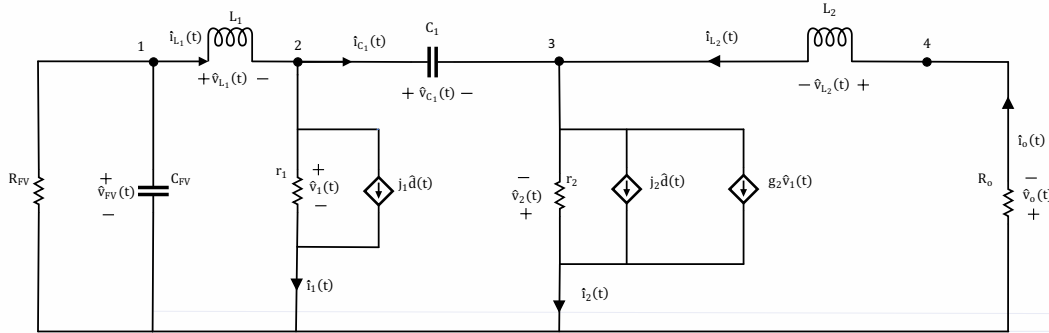 L₁
î_L₁(t)
1
2
î_C₁(t)
C₁
3
î_L₂(t)
L₂
4
+ v̂_L₁(t) −
+ v̂_C₁(t) −
− v̂_L₂(t) +
R_FV
+
v̂_FV(t)
−
C_FV
r₁
+
v̂₁(t)
−
j₁d̂(t)
−
v̂₂(t)
+
r₂
j₂d̂(t)
g₂v̂₁(t)
î_o(t)
R_o
−
v̂_o(t)
+
î₁(t)
î₂(t)